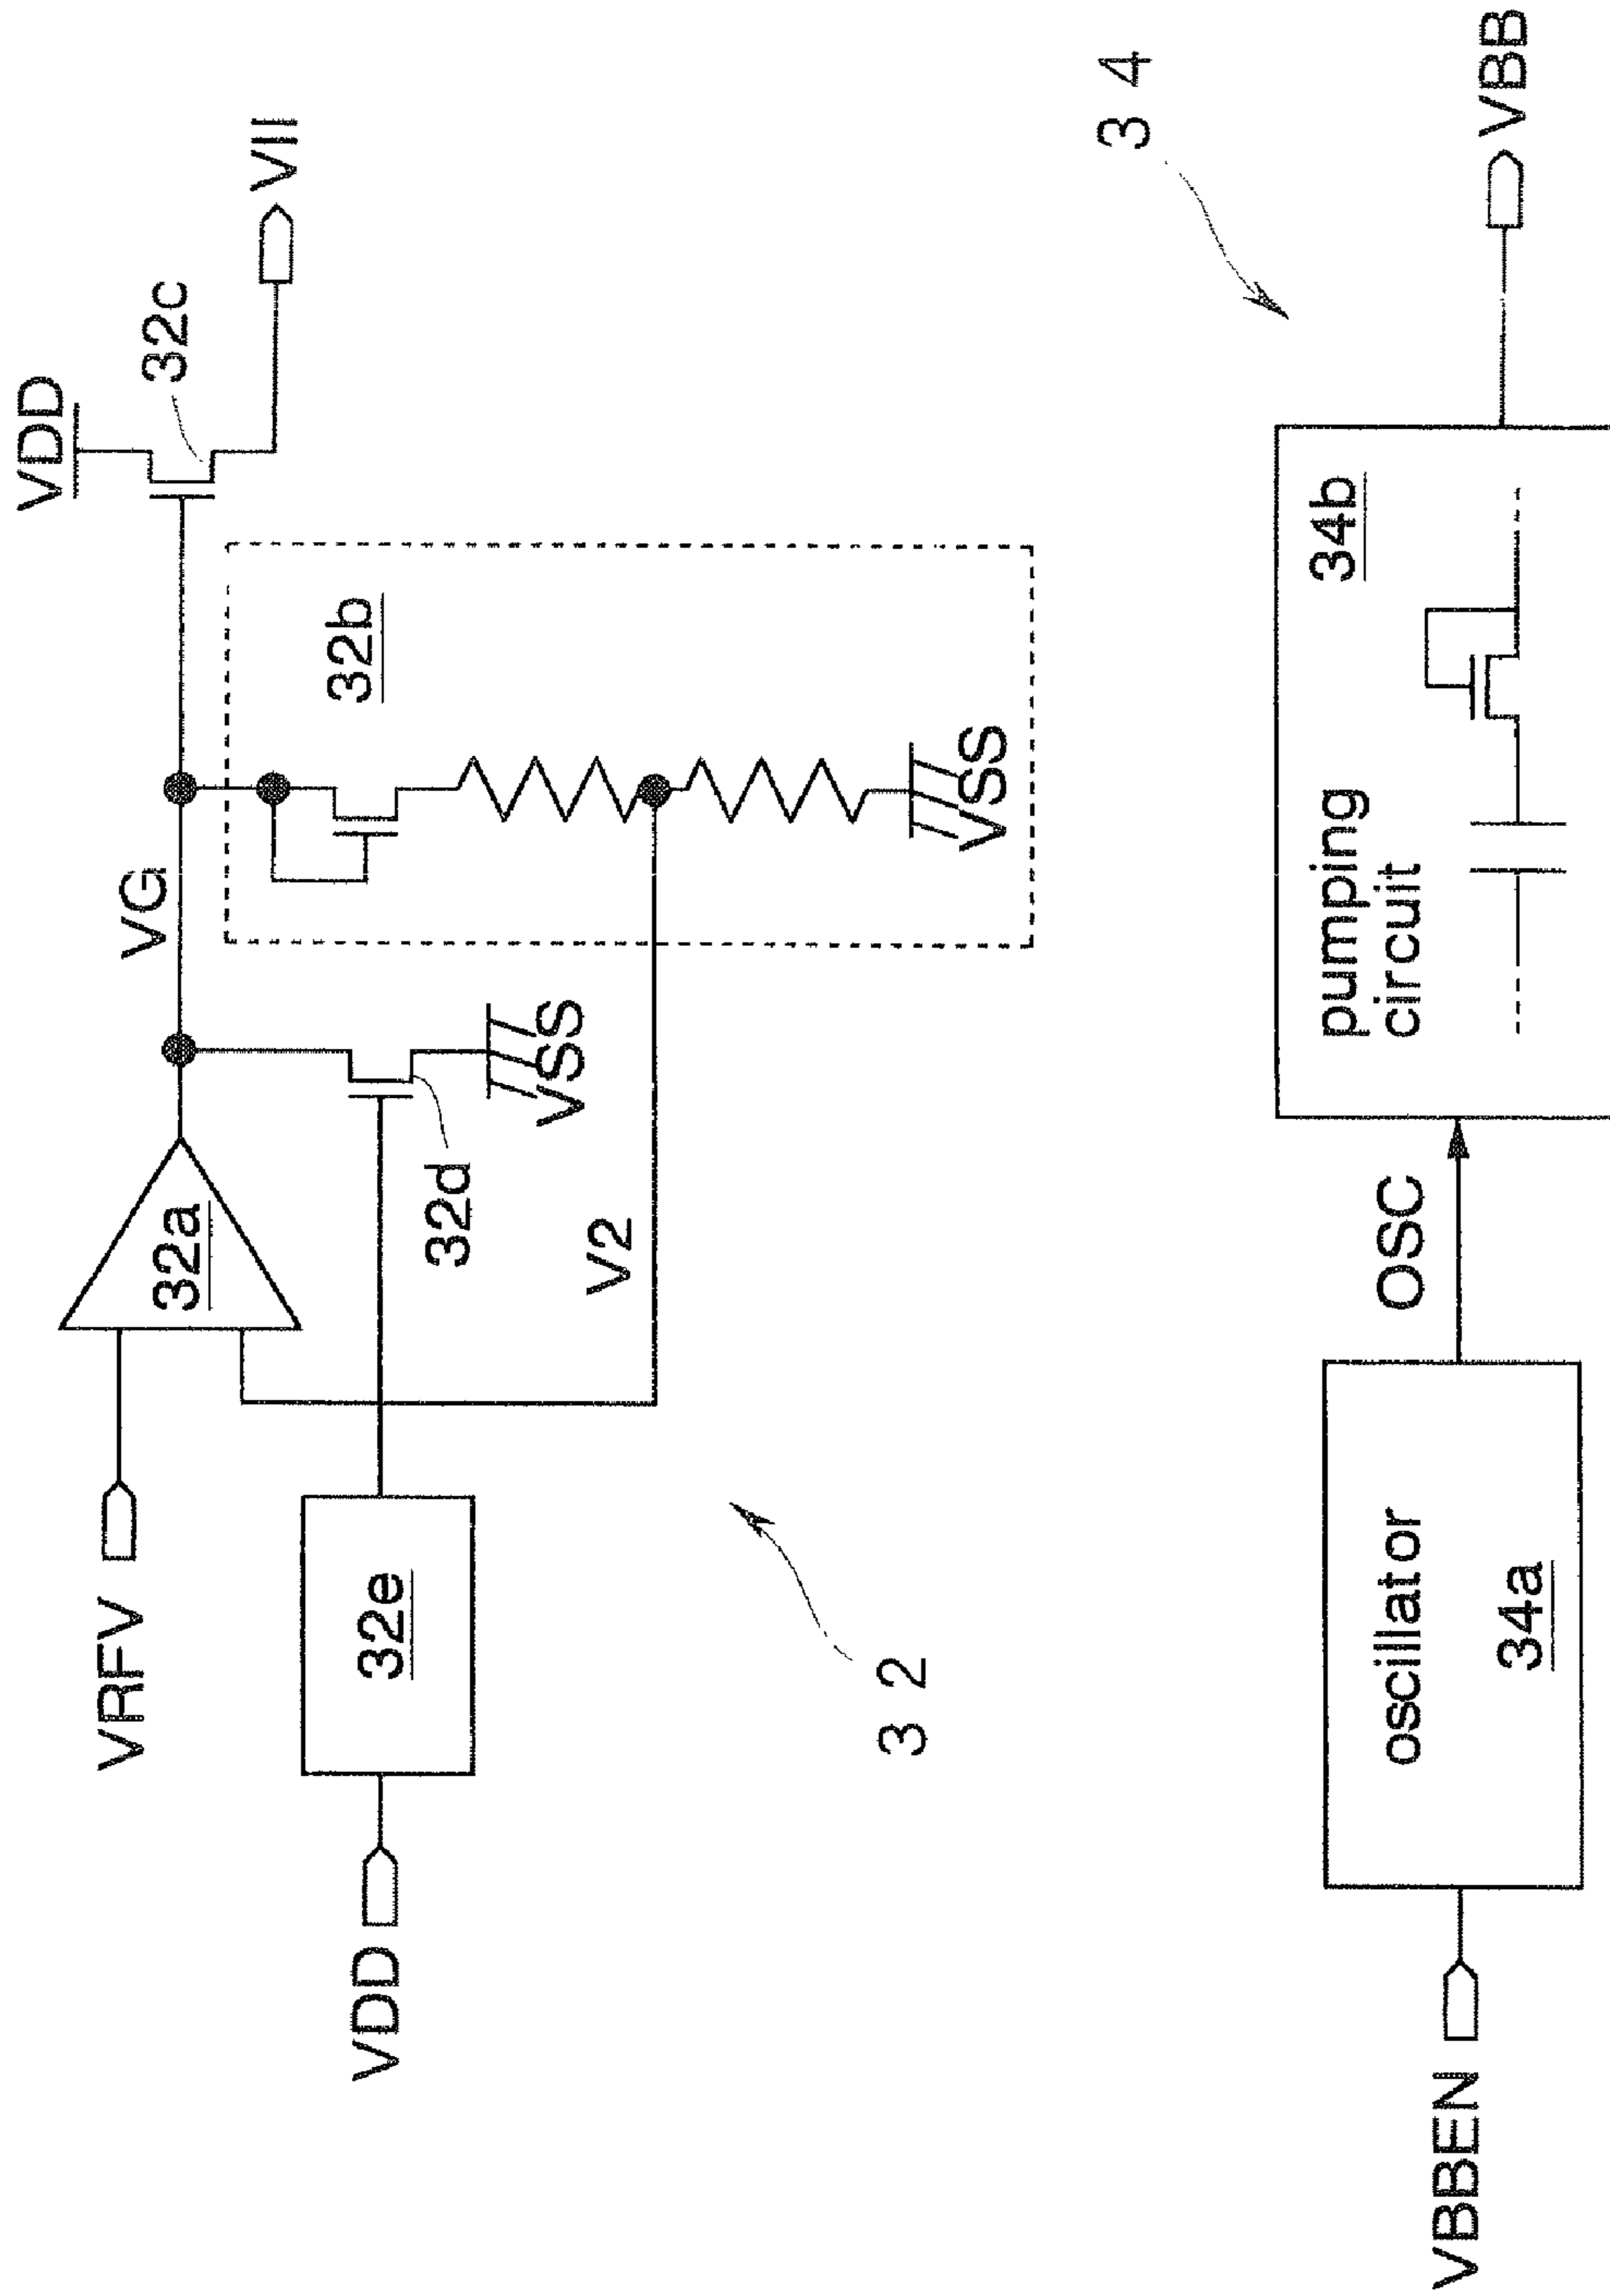 VDD
32c
VII
VG
32b
VSS
32a
VRFV
32d
VSS
V2
32e
VDD
3 2
3 4
VBBEN
oscillator
34a
OSC
pumping
circuit
34b
VBB